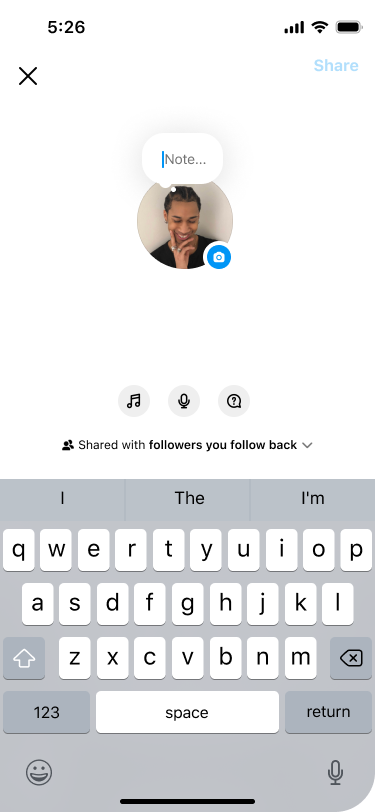 5:26
Share
Note...
Shared with followers you follow back
I The I'm
q w e r t y u i o p
a s d f g h j k l
z x c v b n m
123 space return